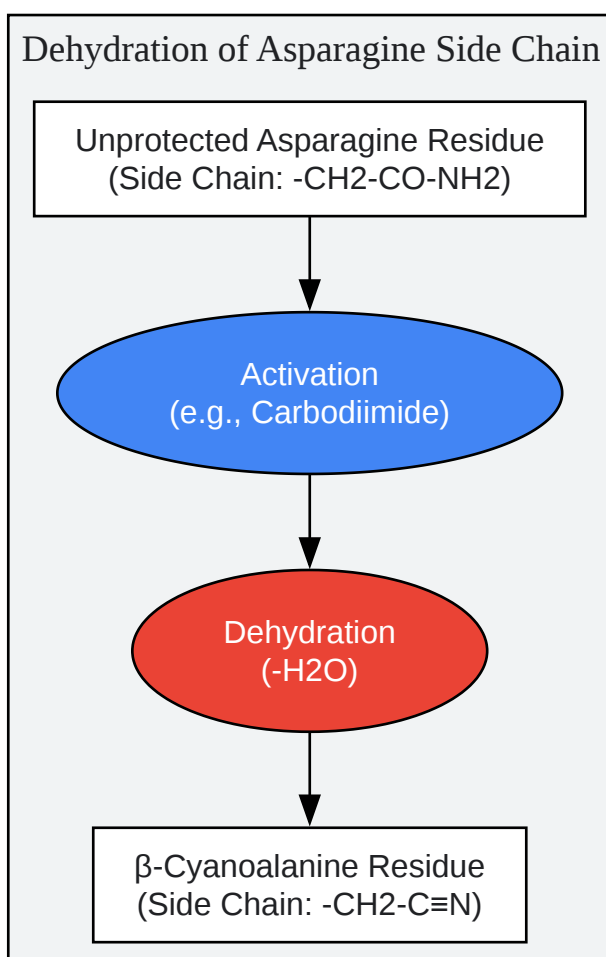 Dehydration of Asparagine Side Chain
Unprotected Asparagine Residue
(Side Chain: -CH2-CO-NH2)
Activation
(e.g., Carbodiimide)
Dehydration
(-H2O)
β-Cyanoalanine Residue
(Side Chain: -CH2-C≡N)